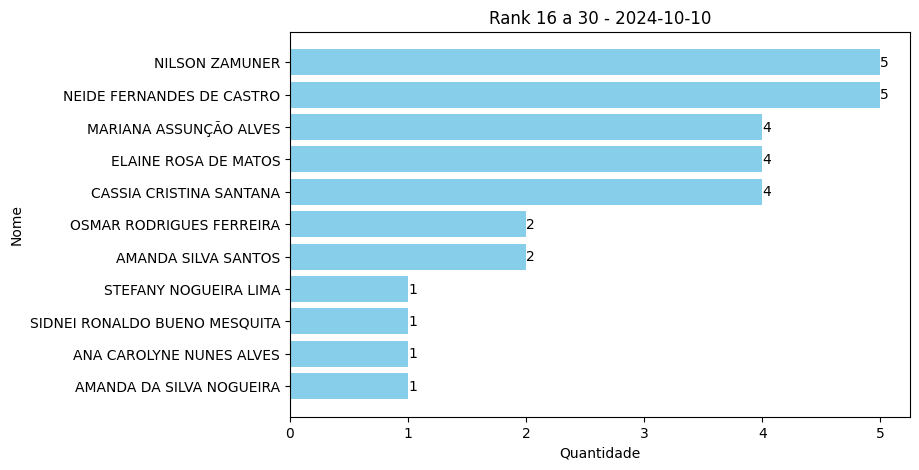 Rank 16 a 30 - 2024-10-10
NILSON ZAMUNER 5
NEIDE FERNANDES DE CASTRO 5
MARIANA ASSUNÇÃO ALVES 4
ELAINE ROSA DE MATOS 4
CASSIA CRISTINA SANTANA 4
OSMAR RODRIGUES FERREIRA 2
AMANDA SILVA SANTOS 2
STEFANY NOGUEIRA LIMA 1
SIDNEI RONALDO BUENO MESQUITA 1
ANA CAROLYNE NUNES ALVES 1
AMANDA DA SILVA NOGUEIRA 1
Nome
0 1 2 3 4 5
Quantidade